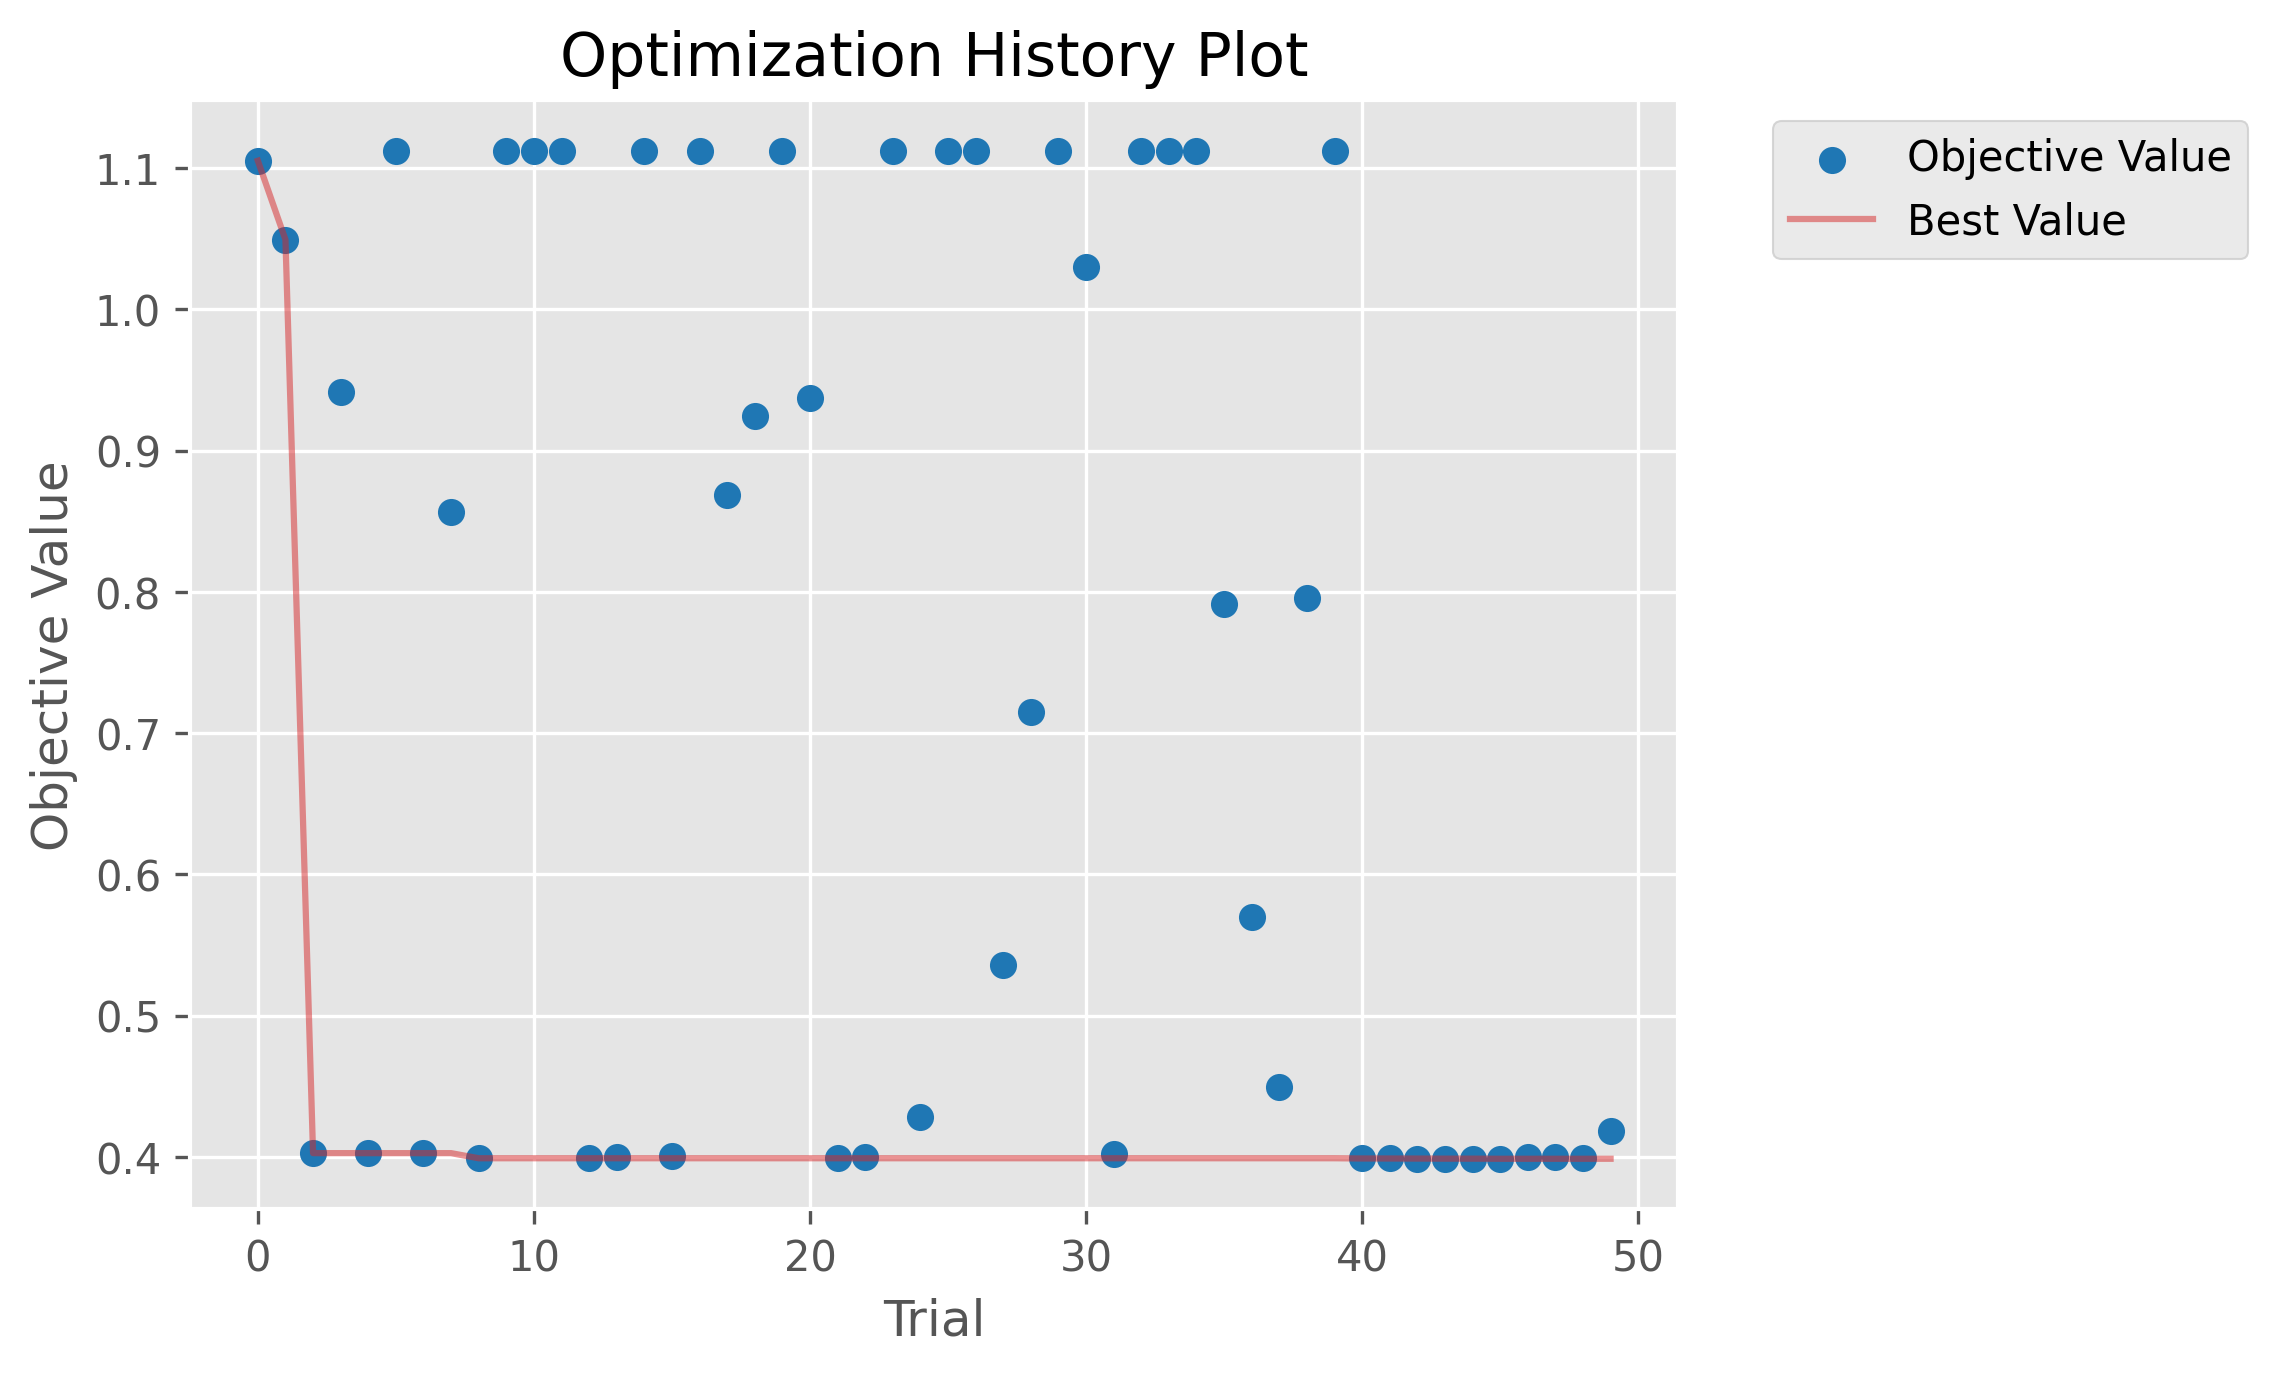 Optimization History Plot
Objective Value
Best Value
Objective Value
1.1
1.0
0.9
0.8
0.7
0.6
0.5
0.4
0 10 20 30 40 50
Trial